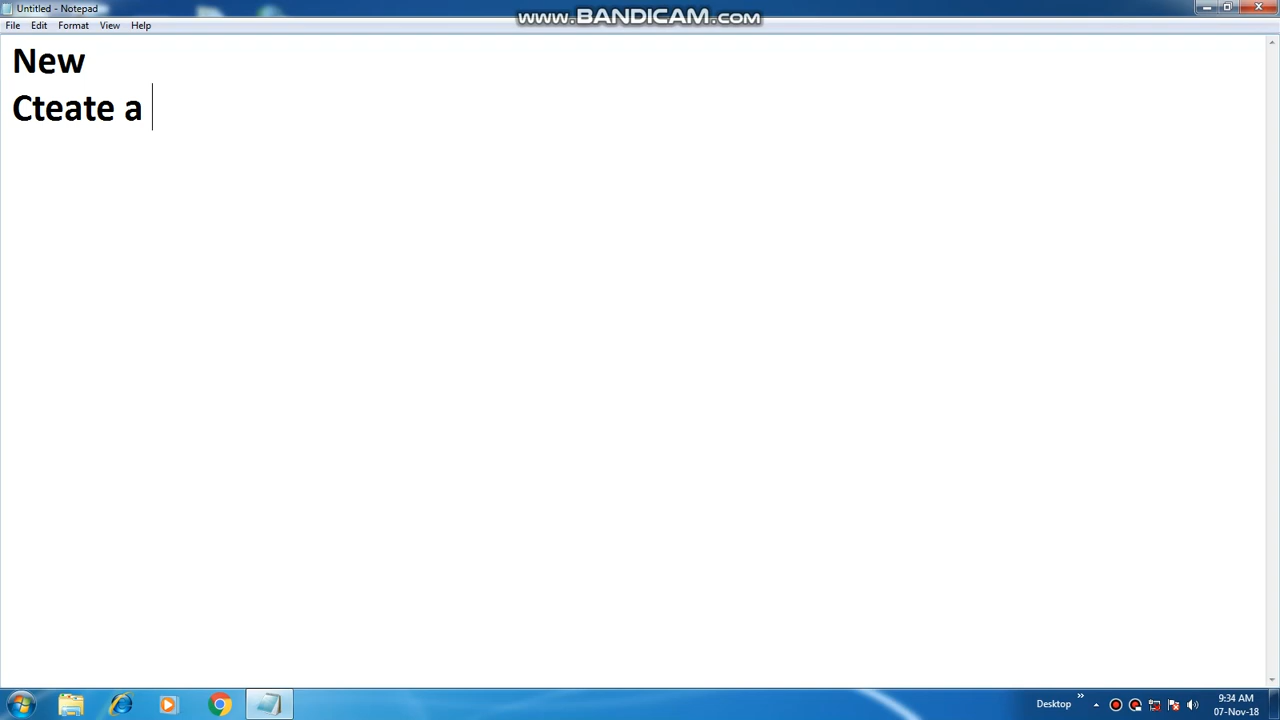 Untitled - Notepad
www.BANDICAM.com
File Edit Format View Help
New
Cteate a
Desktop
9:34 AM
07-Nov-18